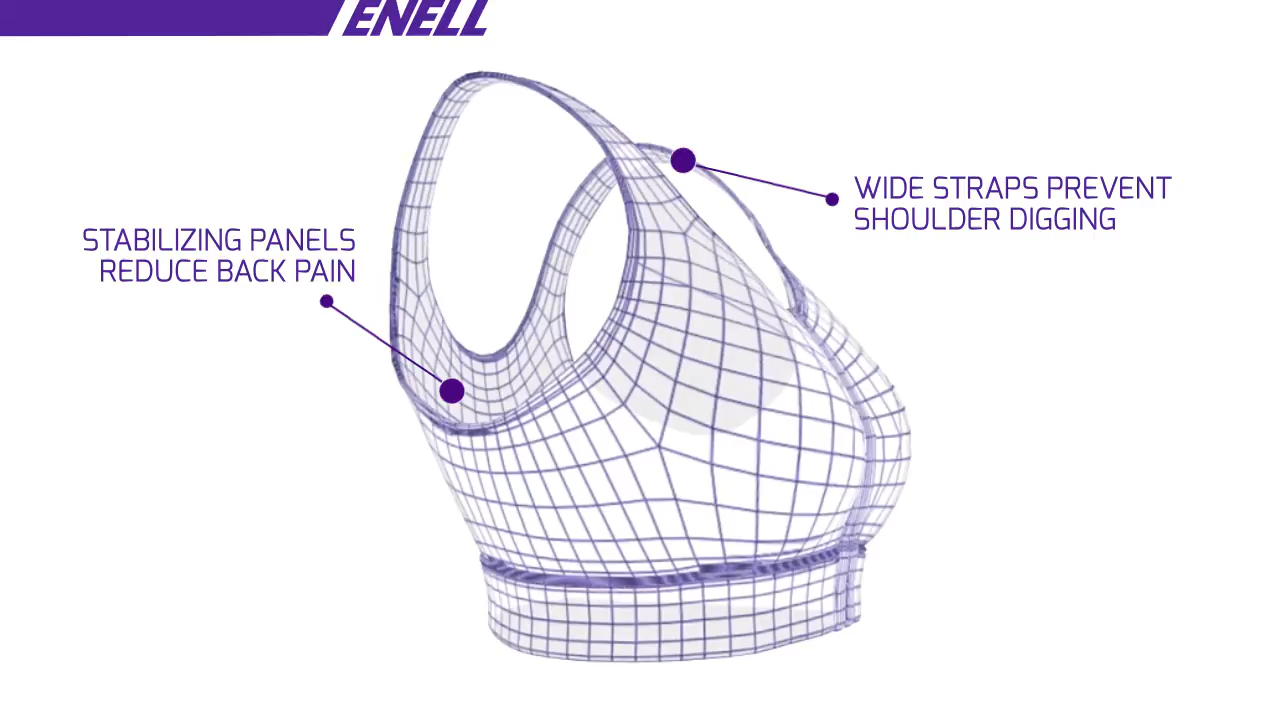 ENELL
STABILIZING PANELS
REDUCE BACK PAIN
WIDE STRAPS PREVENT
SHOULDER DIGGING